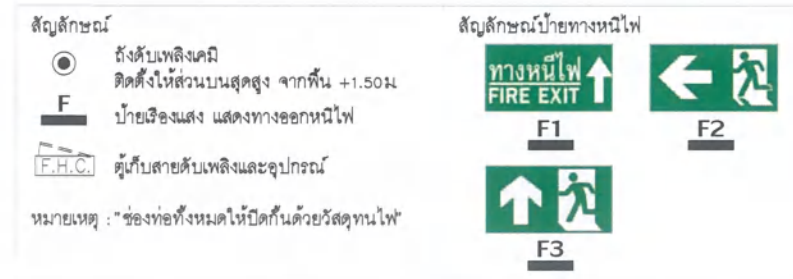 สัญลักษณ์
ถังดับเพลิงเคมี
ติดตั้งให้ส่วนบนสุดสูง จากพื้น +1.50ม
F
ป้ายเรืองแสง แสดงทางออกหนีไฟ
F.H.C.
ตู้เก็บสายดับเพลิงและอุปกรณ์
หมายเหตุ : "ช่องท่อทั้งหมดให้ปิดกั้นด้วยวัสดุทนไฟ"
สัญลักษณ์ป้ายทางหนีไฟ
ทางหนีไฟ
FIRE EXIT
F1
F2
F3